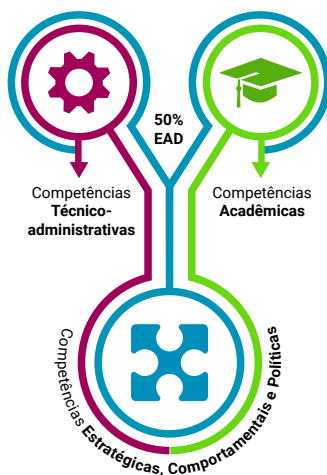 50%
EAD
Competências
Técnico-
administrativas
Competências
Acadêmicas
Competências Estratégicas, Comportamentais e Políticas